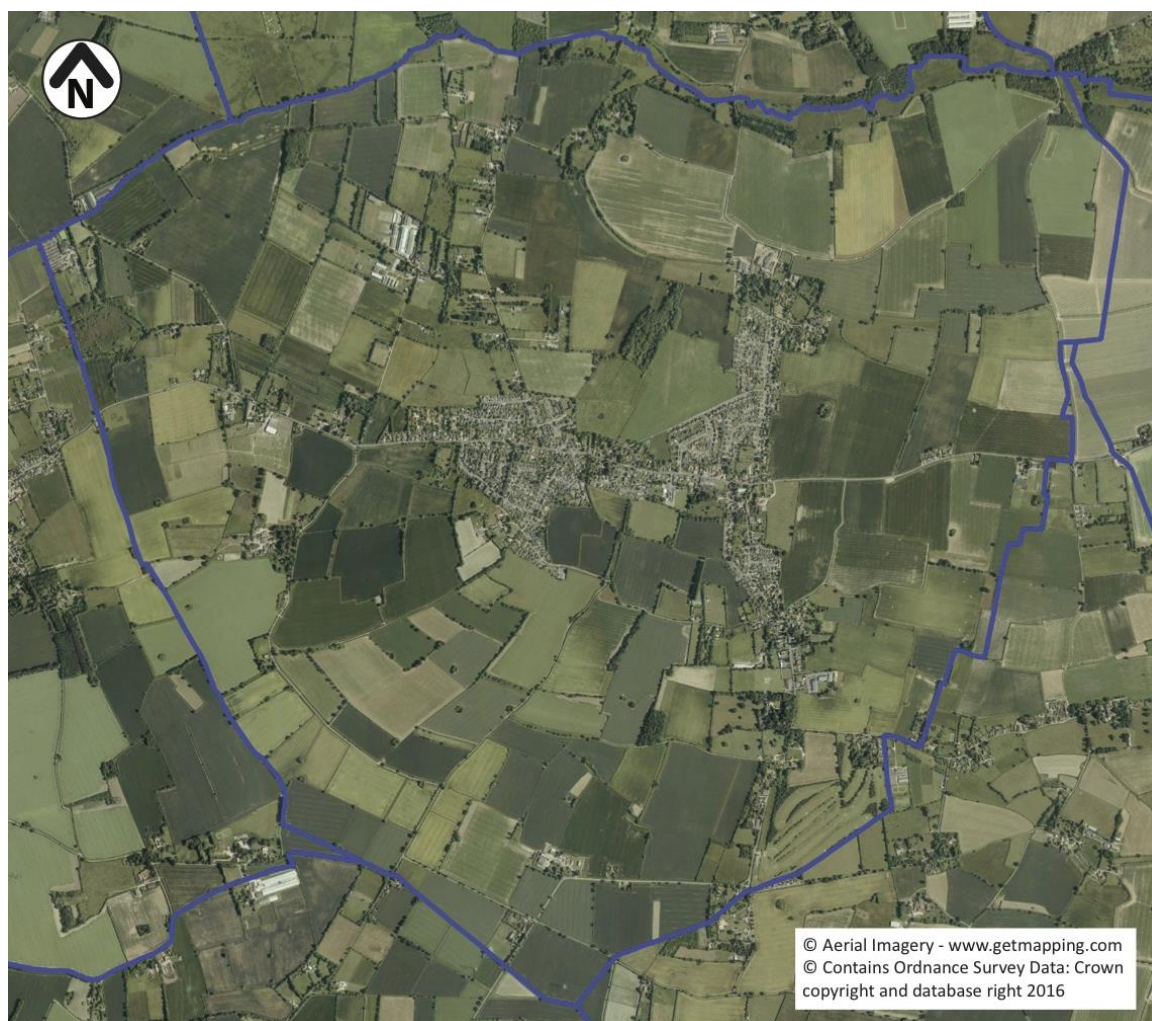 N
© Aerial Imagery - www.getmapping.com
© Contains Ordnance Survey Data: Crown
copyright and database right 2016